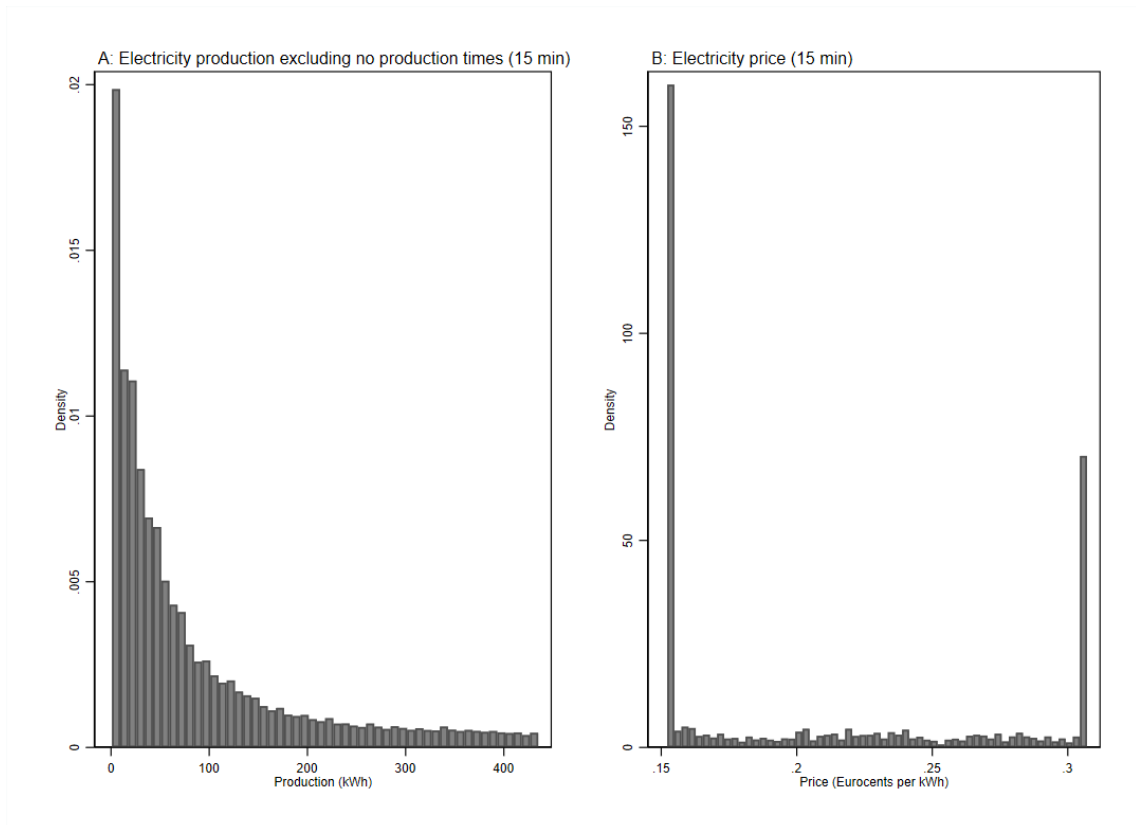 A: Electricity production excluding no production times (15 min)
.02
.015
.01
.005
0
Density
0 100 200 300 400
Production (kWh)
B: Electricity price (15 min)
150
100
50
0
Density
.15 .2 .25 .3
Price (Eurocents per kWh)